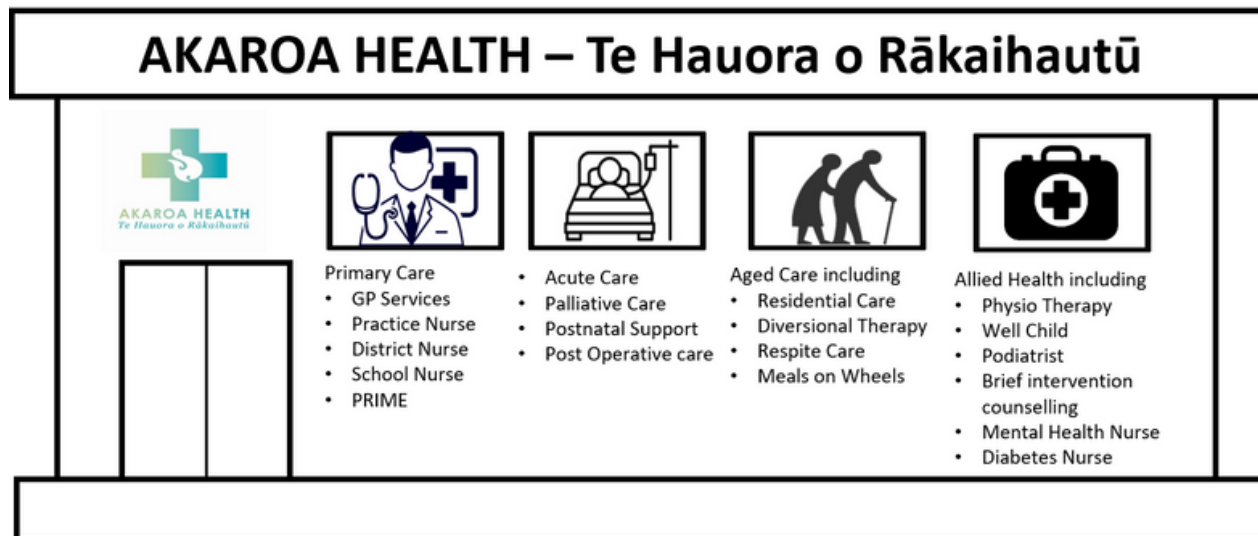 AKAROA HEALTH – Te Hauora o Rākaihautū
AKAROA HEALTH
Te Hauora o Rākaihautū
Primary Care
• GP Services
• Practice Nurse
• District Nurse
• School Nurse
• PRIME
• Acute Care
• Palliative Care
• Postnatal Support
• Post Operative care
Aged Care including
• Residential Care
• Diversional Therapy
• Respite Care
• Meals on Wheels
Allied Health including
• Physio Therapy
• Well Child
• Podiatrist
• Brief intervention
counselling
• Mental Health Nurse
• Diabetes Nurse